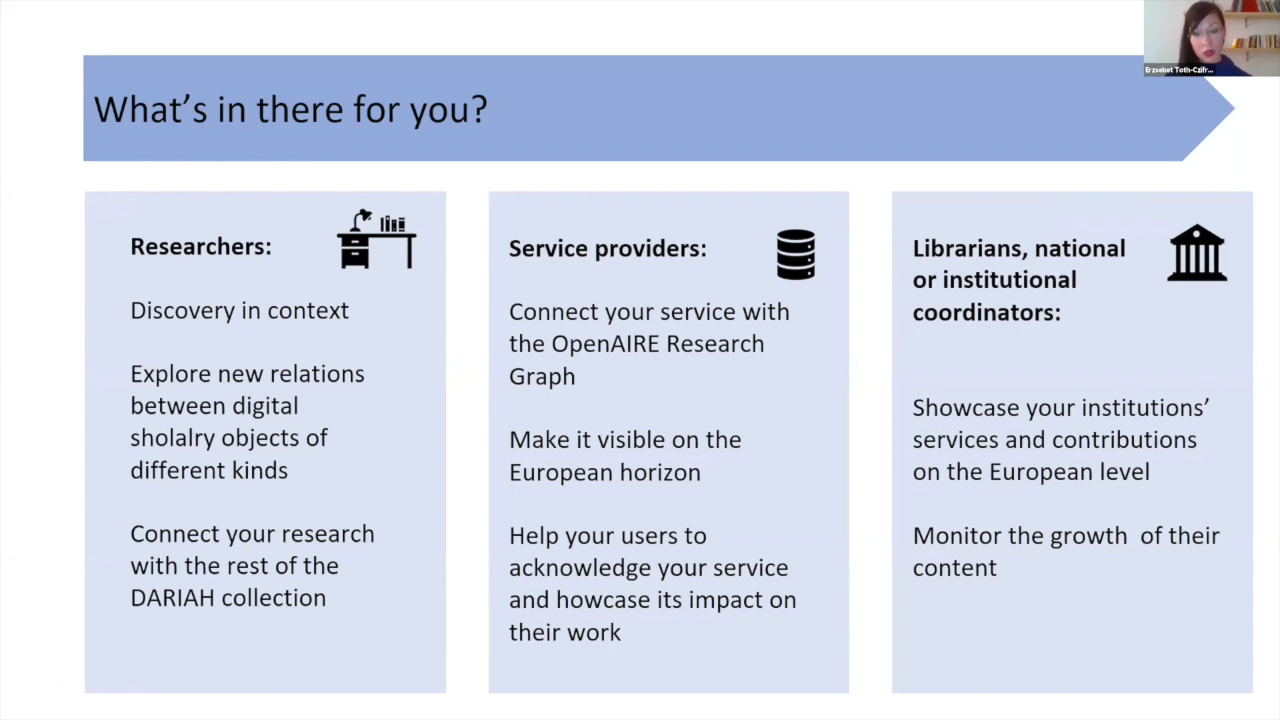 Erzsebet Toth-Czifr...
What's in there for you?
Researchers:
Discovery in context
Explore new relations
between digital
sholalry objects of
different kinds
Connect your research
with the rest of the
DARIAH collection
Service providers:
Connect your service with
the OpenAIRE Research
Graph
Make it visible on the
European horizon
Help your users to
acknowledge your service
and howcase its impact on
their work
Librarians, national
or institutional
coordinators:
Showcase your institutions’
services and contributions
on the European level
Monitor the growth  of their
content